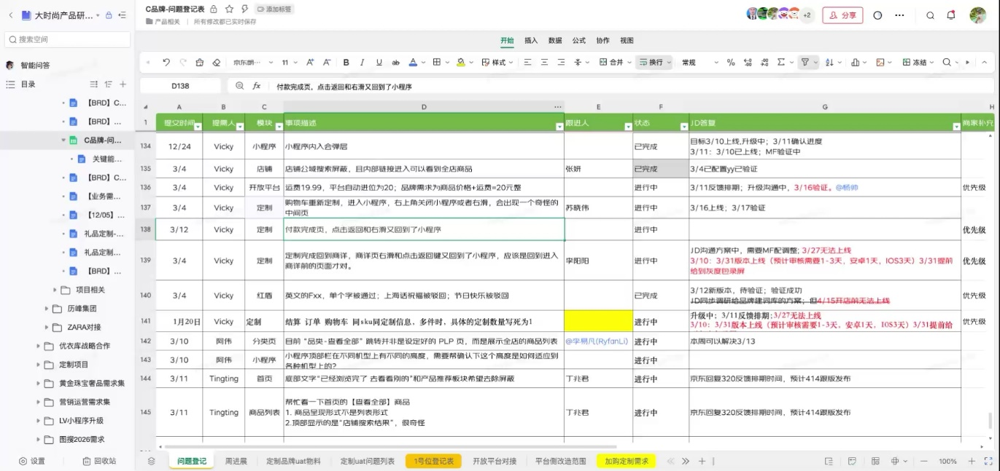 大时尚产品研...
搜索空间
智能问答
目录
【BRD】C...
【BRD】...
C品牌-问...
关键能...
【BRD】C...
【业务需...
【12/05】...
礼品定制-...
礼品定制...
【BRD】...
项目相关
历峰集团
ZARA对接
优衣库战略合作
定制项目
黄金珠宝奢品需求集
营销运营需求集
LV小程序升级
图搜2026需求
设置 回收站
C品牌-问题登记表 添加标签
产品相关 所有修改都已实时保存
+2 分享
开始 插入 数据 公式 协作 视图
京东朗... 11 B I U ab A 样式 合并 换行 常规 % 冻结
D138 fx 付款完成页，点击返回和右滑又回到了小程序
A B C D E F G H
1 提交时间 提需人 模块 事项描述 跟进人 状态 JD答复 商家补充
134 12/24 Vicky 小程序 小程序内入会弹层 已完成 目标3/10上线,升级中；3/11确认进度
3/11：3/10已上线；MF验证中
135 3/4 Vicky 店铺 店铺公域搜索屏蔽，且内部链接进入可以看到全店商品 张妍 已完成 3/4已配置yy已验证
136 3/4 Vicky 开放平台 运费19.99，平台自动进位为20；品牌需求为商品价格+运费=20元整 进行中 3/11反馈排期；升级沟通中，3/16验证。@杨帅 优先级
137 3/4 Vicky 定制 购物车重新定制，进入小程序，右上角关闭小程序或者右滑，会出现一个奇怪的
中间页 苏晓伟 进行中 3/16上线；3/17验证
138 3/12 Vicky 定制 付款完成页，点击返回和右滑又回到了小程序 进行中 优先级
139 3/4 Vicky 定制 定制完成回到商详，商详页右滑和点击返回键又回到了小程序，应该是回到进入
商详前的页面才对。 李阳阳 进行中 JD沟通方案中，需要MF配调整; 3/27无法上线
3/10：3/31版本上线（预计审核需要1-3天，安卓1天，IOS3天）3/31提前
给到灰度包录屏 优先级
140 3/4 Vicky 红盾 英文的Fxx，单个字被通过；上海话祝福被驳回；节日快乐被驳回 已完成 3/12新版本，待验证；验证成功
JD同步调研给品牌建词库的方案；但4/15开店前无法上线 优先级
141 1月20日 Vicky 定制 结算 订单 购物车 同sku同定制信息，多件时，具体的定制数量写死为1 进行中 升级中；3/11反馈排期；3/27无法上线
3/10：3/31版本上线（预计审核需要1-3天，安卓1天，IOS3天）3/31提前给 优先级
142 3/10 阿伟 分类页 目前 “品类-查看全部” 跳转并非是设定好的 PLP 页，而是展示全店的商品列表 @李易凡(RyfanLi) 进行中 本周可以解决3/13
143 3/10 阿伟 小程序 小程序顶部栏在不同机型上有不同的高度，需要帮确认下这个高度是如何适应到
各种机型上的? 进行中
144 3/11 Tingting 首页 底部文字“已经浏览完了 去看看别的”和产品推荐板块希望去除屏蔽 丁兆君 进行中 京东回复320反馈排期时间，预计414跟版发布
145 3/11 Tingting 商品列表 帮忙看一下首页的【查看全部】商品
1. 商品呈现形式不是列表形式
2.顶部显示的是“店铺搜索结果”，很奇怪 丁兆君 进行中 京东回复320反馈排期时间，预计414跟版发布
问题登记 周进展 定制品牌uat物料 定制uat问题列表 1号位登记表 开放平台对接 平台侧改造范围 加购定制需求 100%